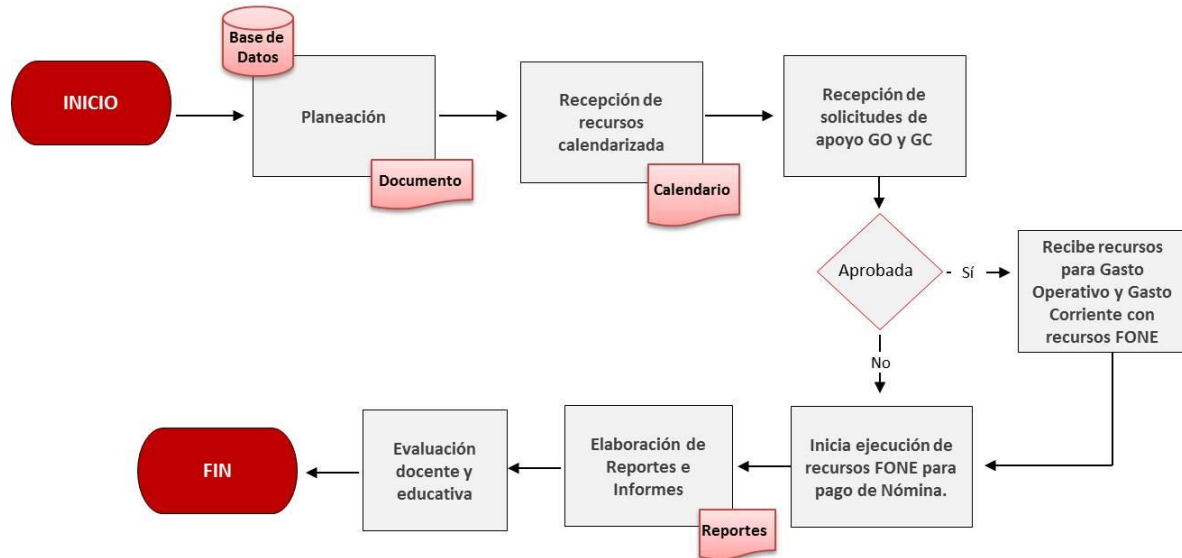 INICIO
Base de
Datos
Planeación
Documento
Recepción de
recursos
calendarizada
Calendario
Recepción de
solicitudes de
apoyo GO y GC
Aprobada
Sí
No
Recibe recursos
para Gasto
Operativo y Gasto
Corriente con
recursos FONE
Inicia ejecución de
recursos FONE para
pago de Nómina.
Elaboración de
Reportes e
Informes
Reportes
Evaluación
docente y
educativa
FIN